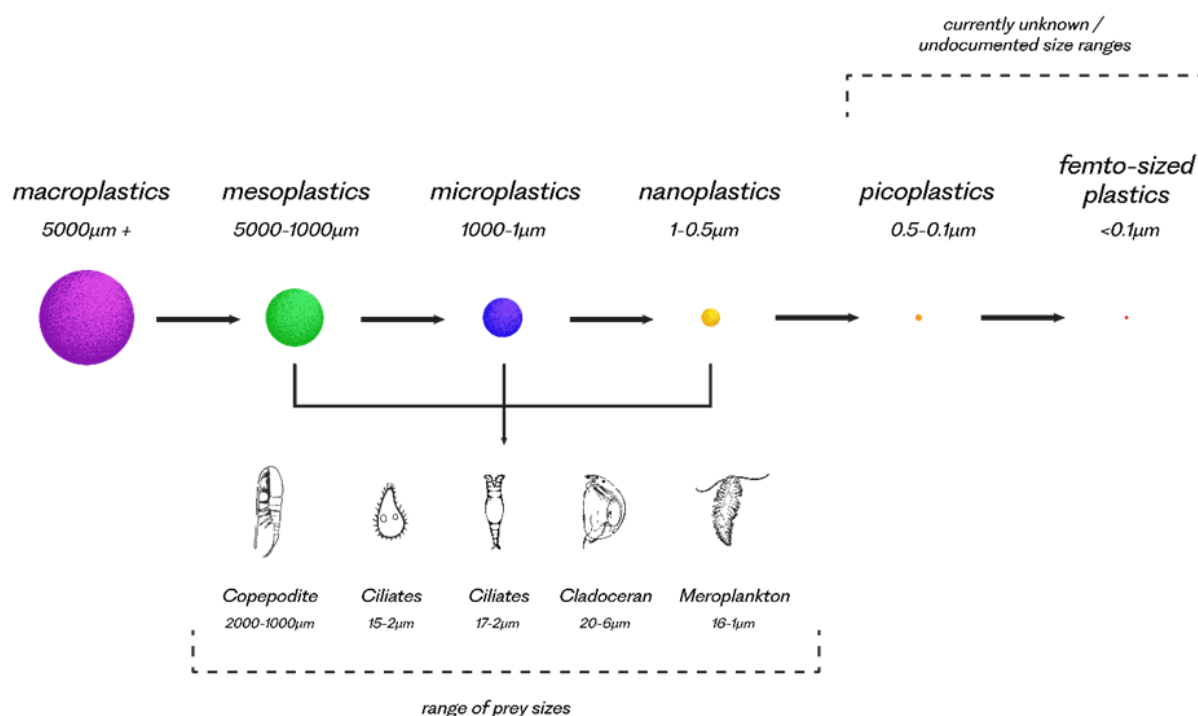 currently unknown /
undocumented size ranges
macroplastics
5000µm +
mesoplastics
5000-1000µm
microplastics
1000-1µm
nanoplastics
1-0.5µm
picoplastics
0.5-0.1µm
femto-sized
plastics
<0.1µm
Copepodite
2000-1000µm
Ciliates
15-2µm
Ciliates
17-2µm
Cladoceran
20-6µm
Meroplankton
16-1µm
range of prey sizes